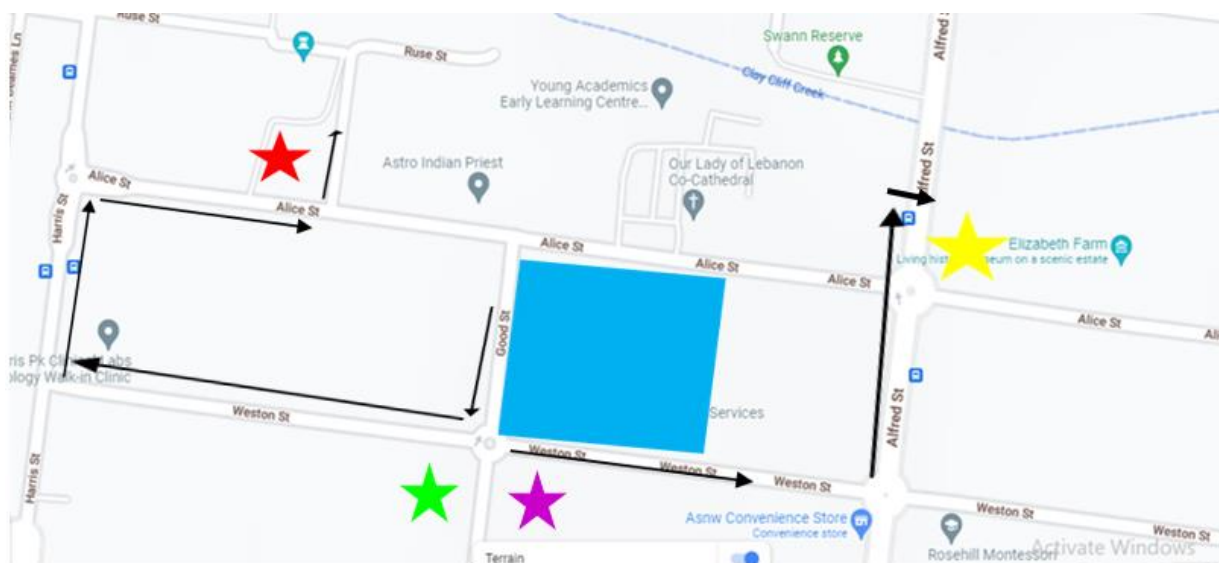 Ruse St
Ruse St
Alfred St
Swann Reserve
Clay Cliff Creek
Young Academics
Early Learning Centre...
Alfred St
Astro Indian Priest
Our Lady of Lebanon
Co-Cathedral
Alice St
Alice St
Harris St
Alice St
Alice St
Alice St
Elizabeth Farm
Living
on a scenic estate
Alice St
Good St
Weston St
Services
Alfred St
Weston St
Weston St
Weston St
Weston St
Harris St
Asnw Convenience Store
Convenience store
Rosehill Montessori
Activate Windows
Terrain